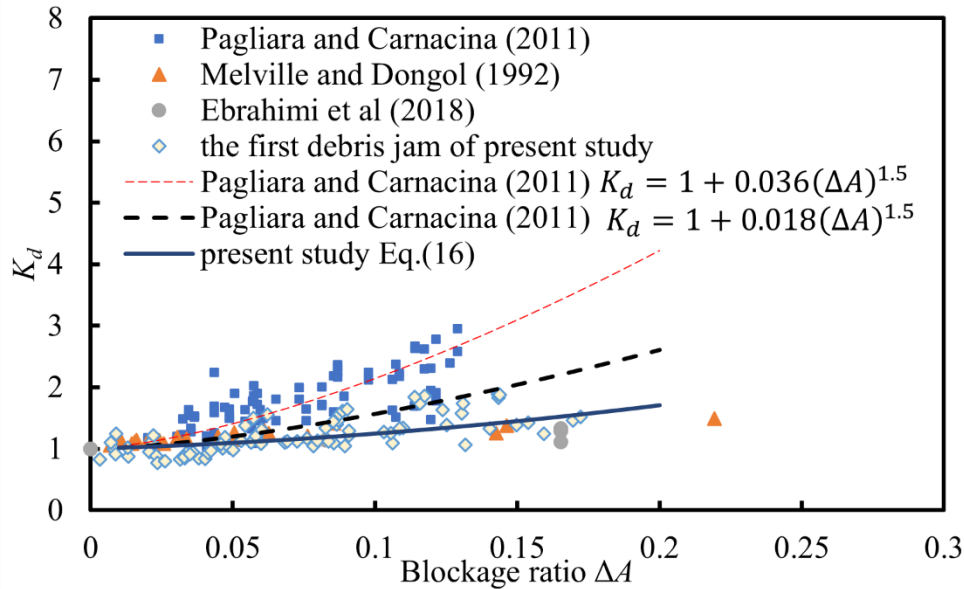 8
7
6
5
4
3
2
1
0
K_d
Pagliara and Carnacina (2011)
Melville and Dongol (1992)
Ebrahimi et al (2018)
the first debris jam of present study
Pagliara and Carnacina (2011) K_d = 1 + 0.036(ΔA)^1.5
Pagliara and Carnacina (2011) K_d = 1 + 0.018(ΔA)^1.5
present study Eq.(16)
0 0.05 0.1 0.15 0.2 0.25 0.3
Blockage ratio ΔA